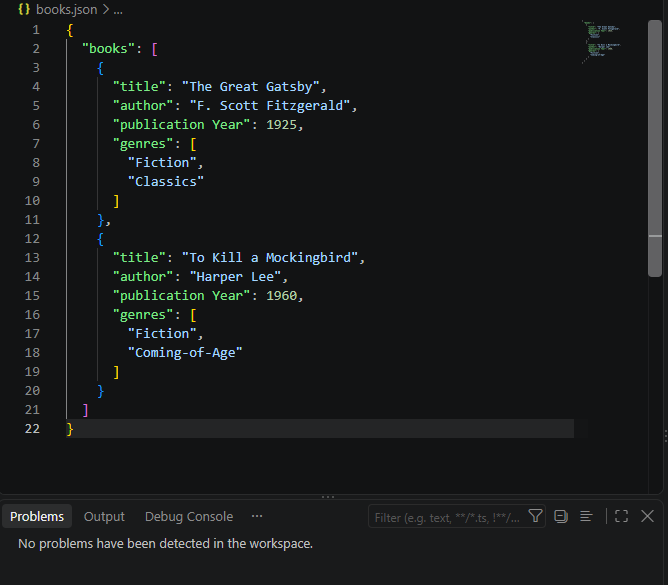 {} books.json > ...
1 {
2 "books": [
3 {
4 "title": "The Great Gatsby",
5 "author": "F. Scott Fitzgerald",
6 "publication Year": 1925,
7 "genres": [
8 "Fiction",
9 "Classics"
10 ]
11 },
12 {
13 "title": "To Kill a Mockingbird",
14 "author": "Harper Lee",
15 "publication Year": 1960,
16 "genres": [
17 "Fiction",
18 "Coming-of-Age"
19 ]
20 }
21 ]
22 }
Problems Output Debug Console ... Filter (e.g. text, **/*.ts, !**/...
No problems have been detected in the workspace.